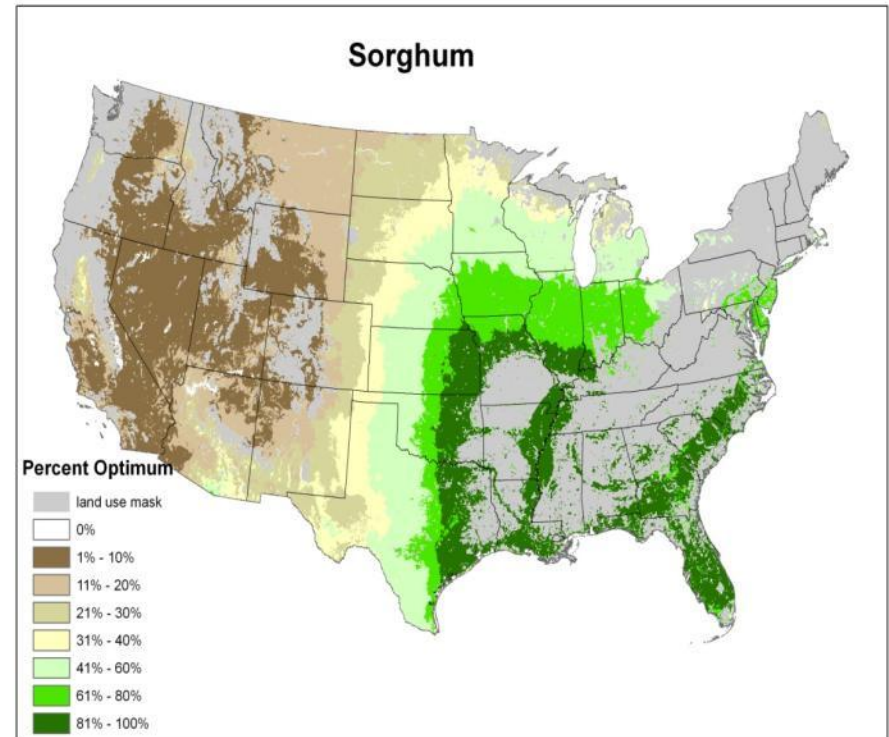 Sorghum
Percent Optimum
land use mask
0%
1% - 10%
11% - 20%
21% - 30%
31% - 40%
41% - 60%
61% - 80%
81% - 100%